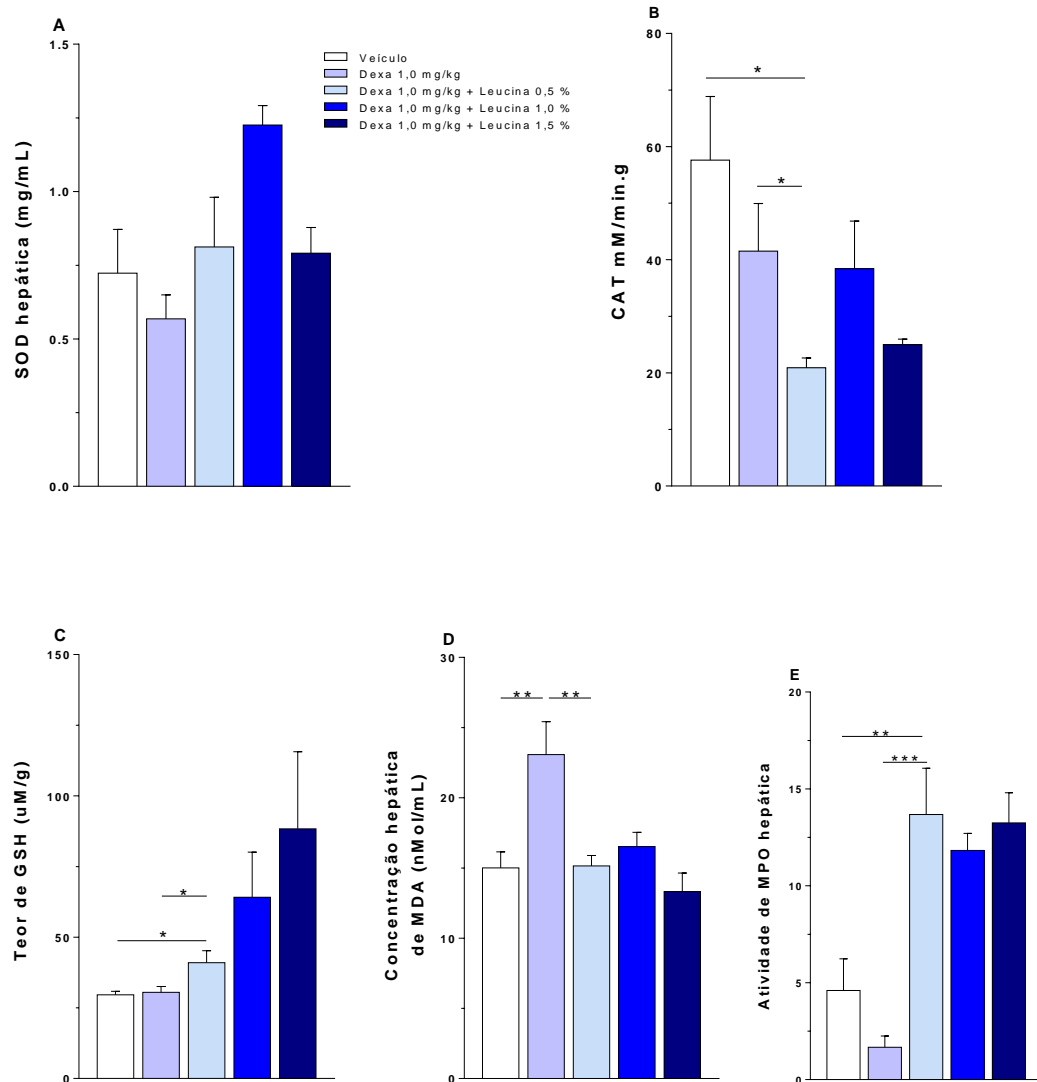 A
SOD hepática (mg/mL)
1.5
1.0
0.5
0.0
Veículo
Dexa 1,0 mg/kg
Dexa 1,0 mg/kg + Leucina 0,5 %
Dexa 1,0 mg/kg + Leucina 1,0 %
Dexa 1,0 mg/kg + Leucina 1,5 %
B
CAT mM/min.g
80
60
40
20
0
*
*
C
Teor de GSH (uM/g)
150
100
50
0
*
*
D
Concentração hepática
de MDA (nMol/mL)
30
20
10
0
** **
E
Atividade de MPO hepática
20
15
10
5
0
**
***